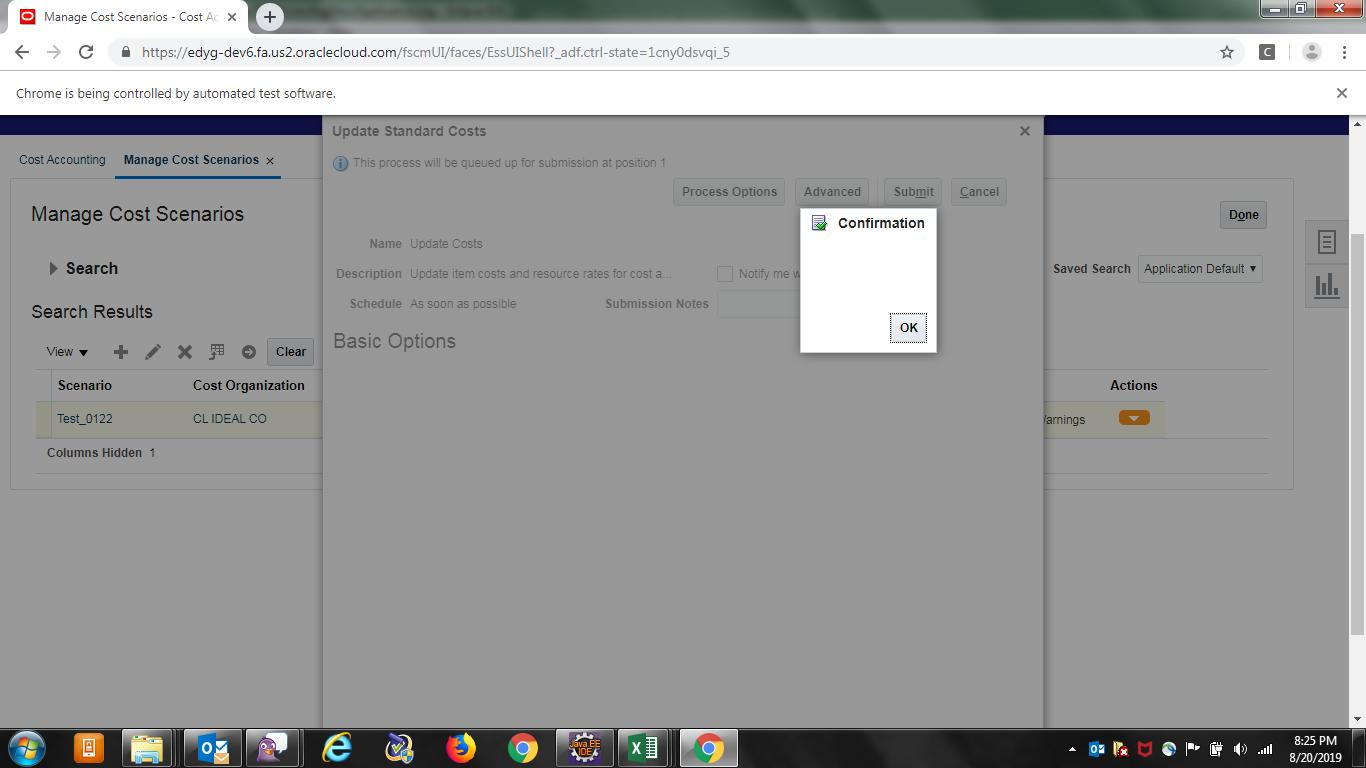 Manage Cost Scenarios - Cost Ac
https://edyg-dev6.fa.us2.oraclecloud.com/fscmUI/faces/EssUIShell?_adf.ctrl-state=1cny0dsvqi_5
C
Chrome is being controlled by automated test software.
Cost Accounting
Manage Cost Scenarios
Manage Cost Scenarios
Done
Search
Saved Search Application Default
Search Results
View
Clear
Scenario Cost Organization Actions
Test_0122 CL IDEAL CO Warnings
Columns Hidden 1
Update Standard Costs
This process will be queued up for submission at position 1
Process Options Advanced Submit Cancel
Name Update Costs
Description Update item costs and resource rates for cost a... Notify me w
Schedule As soon as possible Submission Notes
Basic Options
Confirmation
OK
Java EE
IDE
8:25 PM
8/20/2019